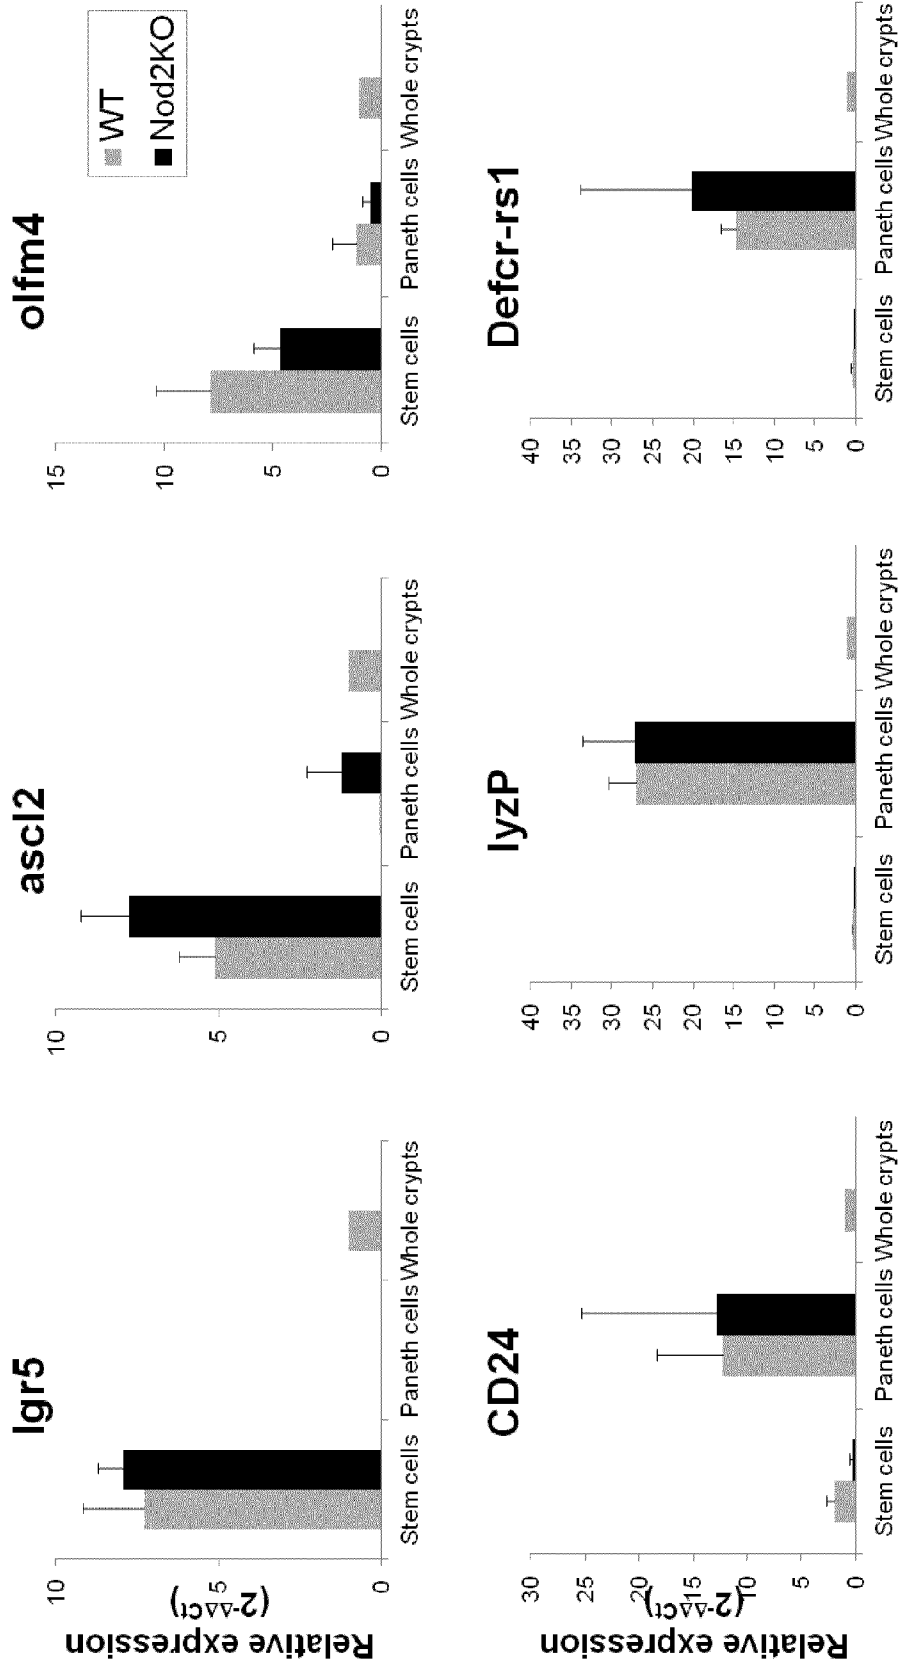 lgr5
Relative expression
(2-ΔΔCt)
10
5
0
Stem cells Paneth cells Whole crypts
ascl2
10
5
0
Stem cells Paneth cells Whole crypts
olfm4
15
10
5
0
Stem cells Paneth cells Whole crypts
WT
Nod2KO
CD24
Relative expression
(2-ΔΔCt)
30
25
20
15
10
5
0
Stem cells Paneth cells Whole crypts
lyzP
40
35
30
25
20
15
10
5
0
Stem cells Paneth cells Whole crypts
Defcr-rs1
40
35
30
25
20
15
10
5
0
Stem cells Paneth cells Whole crypts